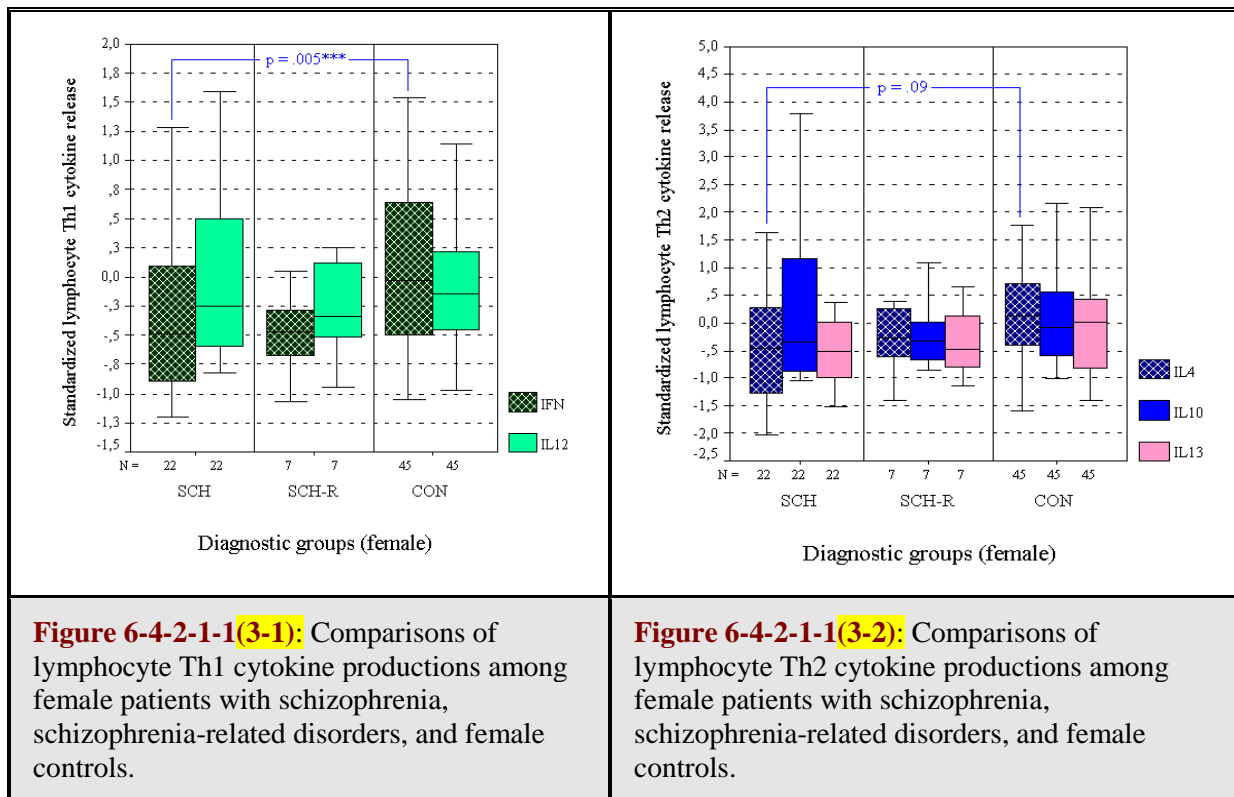 Standardized lymphocyte Th1 cytokine release
2,0
1,8
1,5
1,3
1,0
,8
,5
,3
0,0
-,3
-,5
-,8
-1,0
-1,3
-1,5
p = .005***
N = 22 22 7 7 45 45
SCH SCH-R CON
Diagnostic groups (female)
IFN
IL12
Standardized lymphocyte Th2 cytokine release
5,0
4,5
4,0
3,5
3,0
2,5
2,0
1,5
1,0
,5
0,0
-,5
-1,0
-1,5
-2,0
-2,5
p = .09
N = 22 22 22 7 7 7 45 45 45
SCH SCH-R CON
Diagnostic groups (female)
IL4
IL10
IL13
Figure 6-4-2-1-1(3-1): Comparisons of
lymphocyte Th1 cytokine productions among
female patients with schizophrenia,
schizophrenia-related disorders, and female
controls.
Figure 6-4-2-1-1(3-2): Comparisons of
lymphocyte Th2 cytokine productions among
female patients with schizophrenia,
schizophrenia-related disorders, and female
controls.